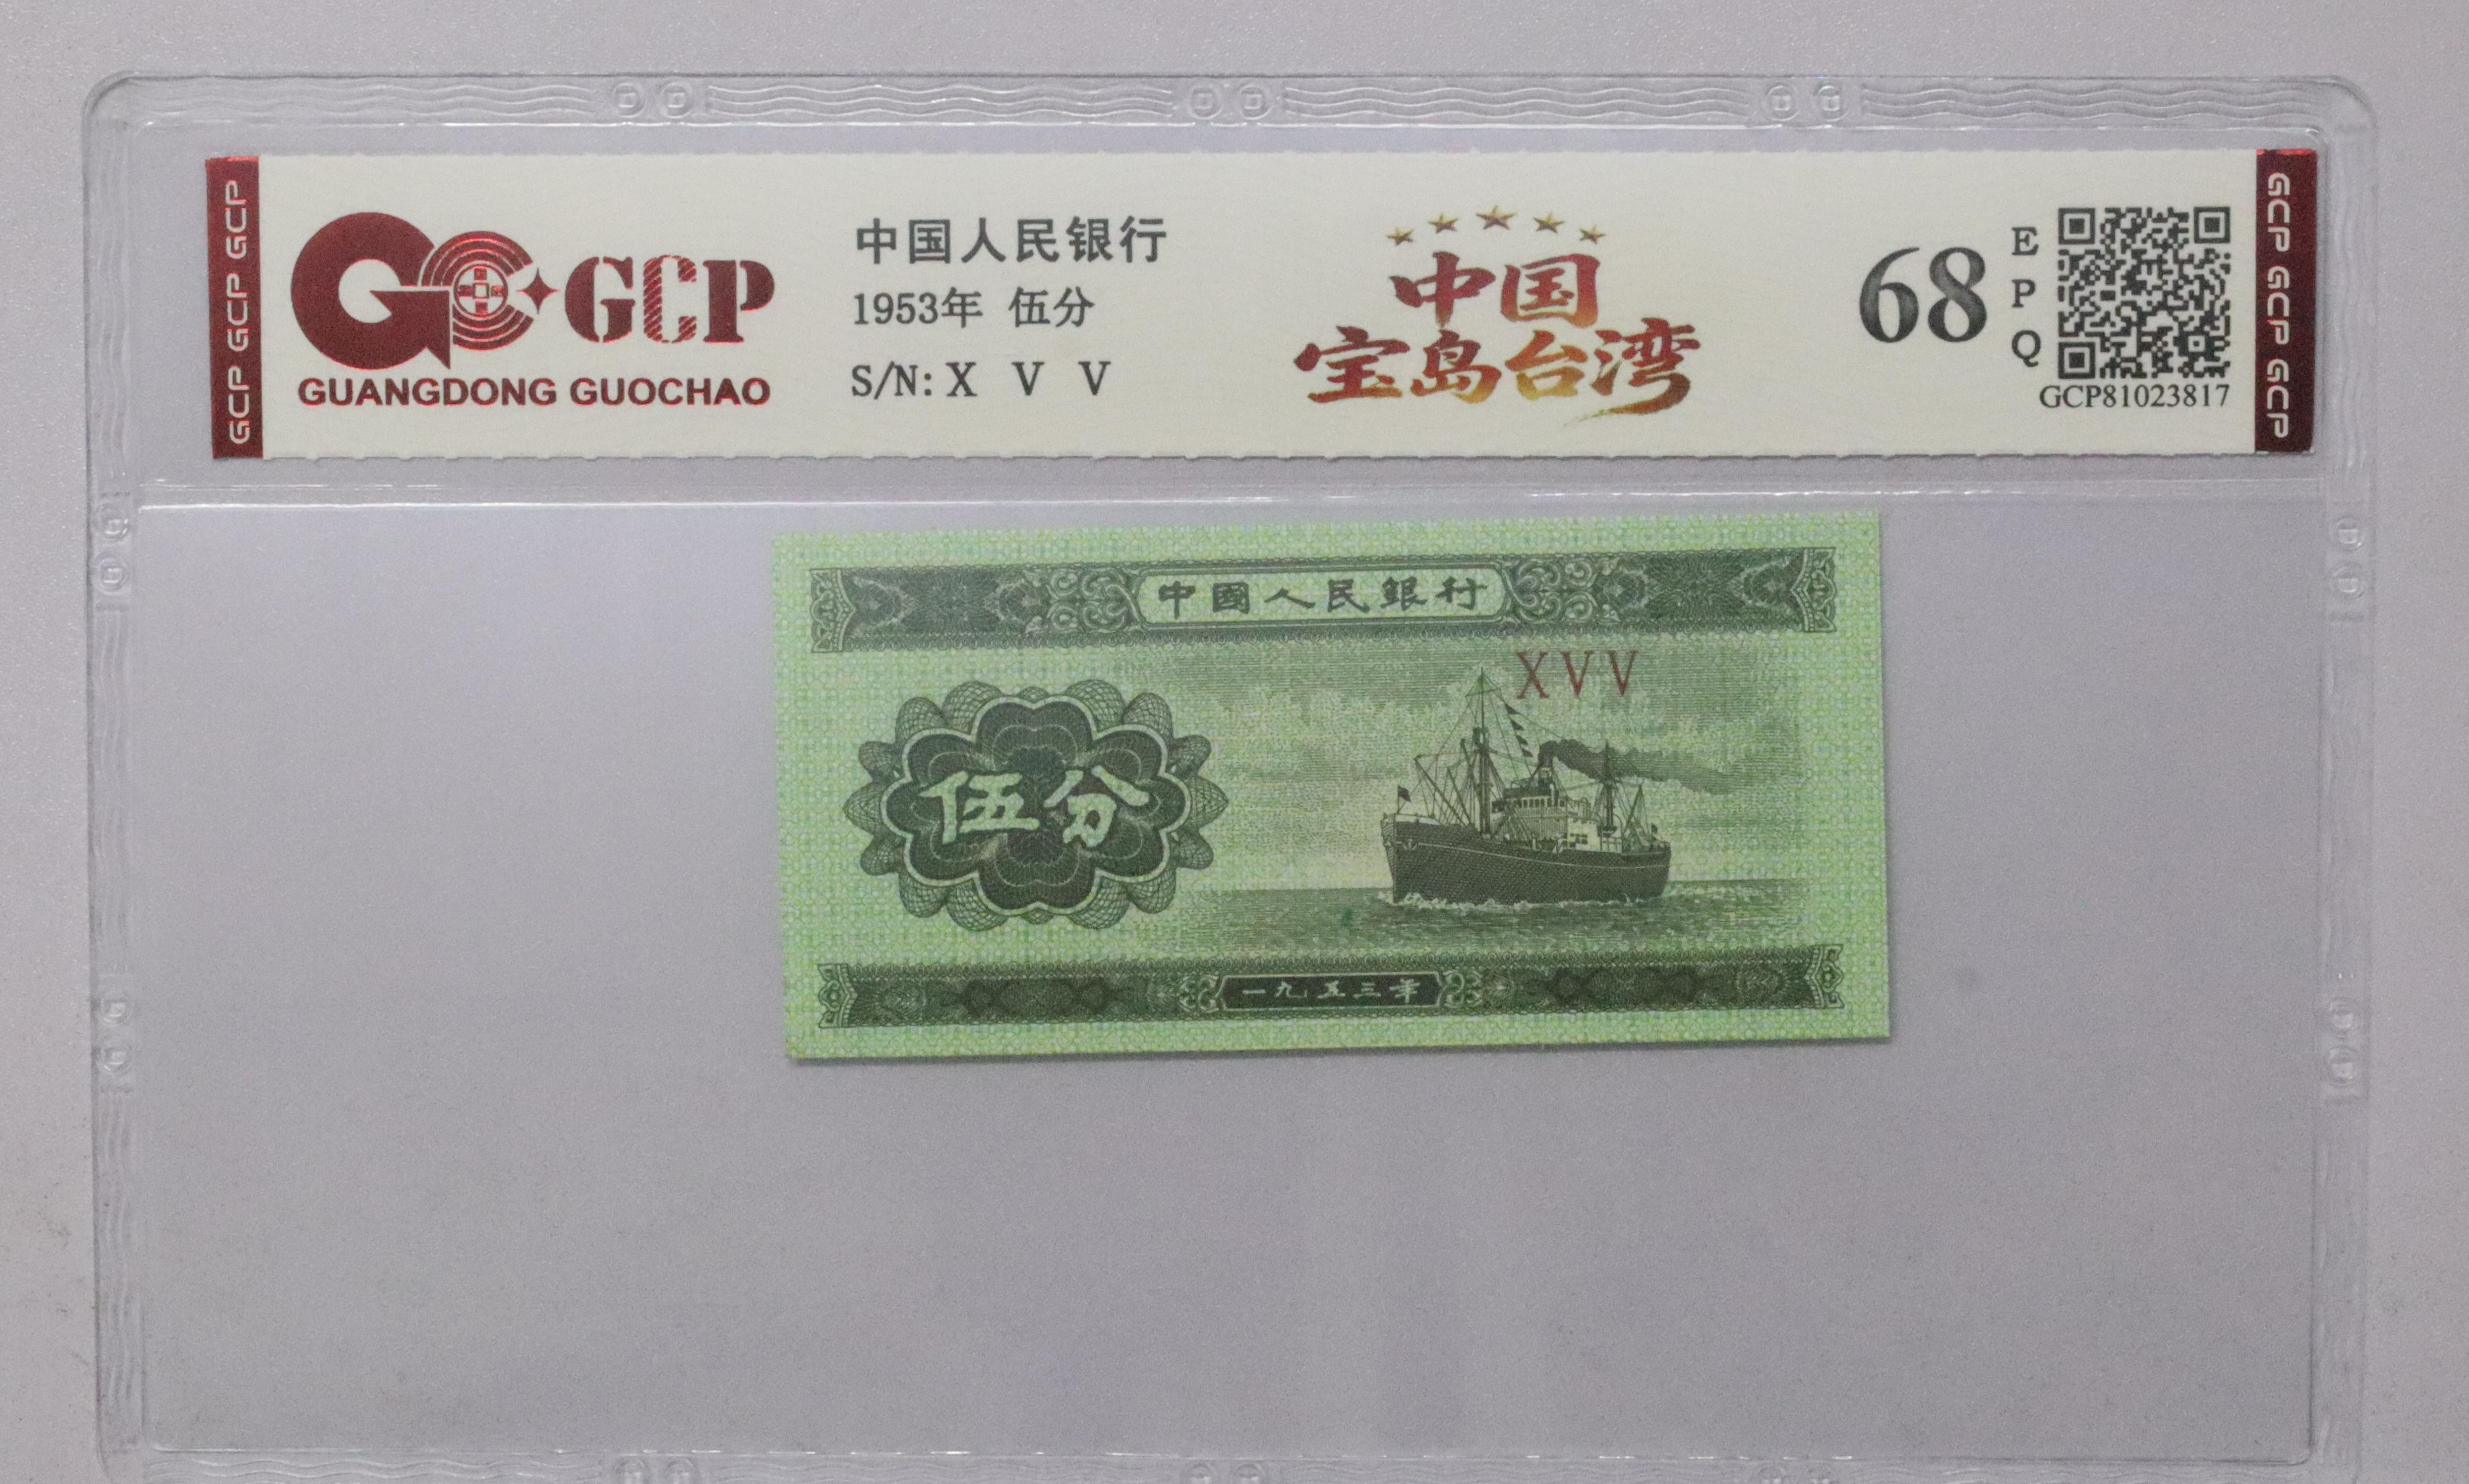 GCP GCP GCP
GCP
GUANGDONG GUOCHAO
中国人民银行
1953年 伍分
S/N: X V V
中国
宝岛台湾
68
E
P
Q
GCP81023817
GCP GCP GCP
中國人民銀行
XVV
伍分
一九五三年